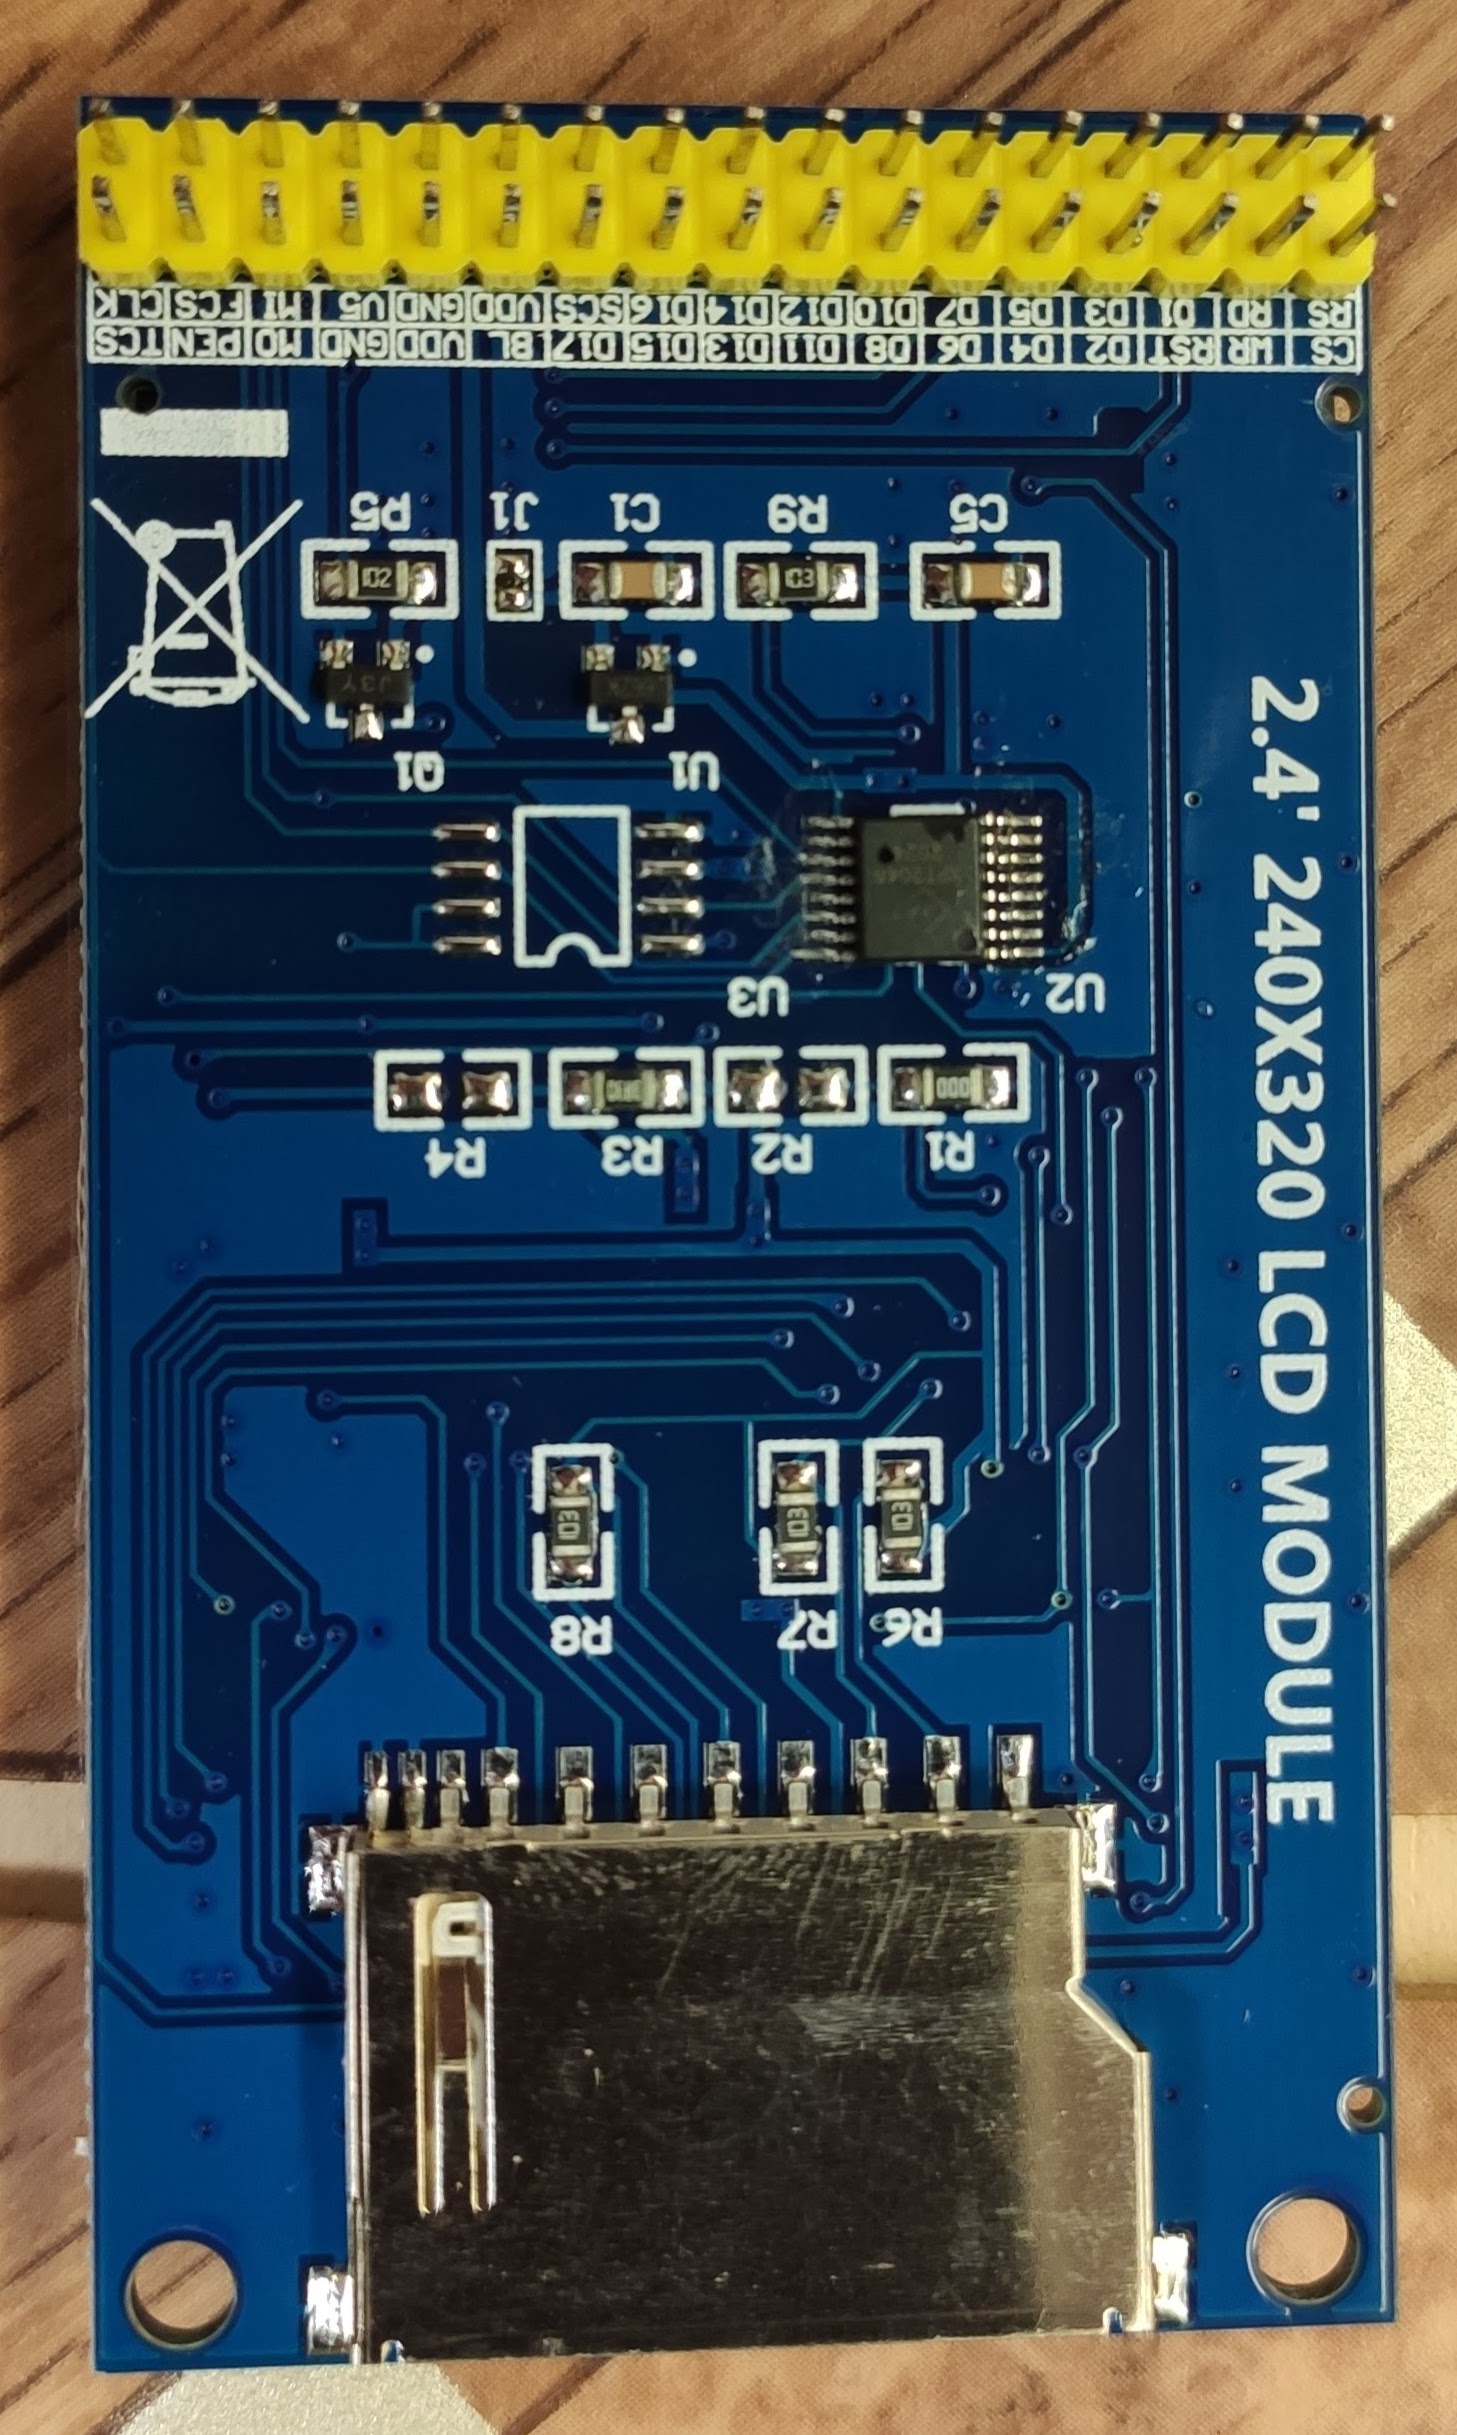 2.4' 240X320 LCD MODULE
R6 R7 R8
103 103 103
R1 R2 R3 R4
000
U2 U3
U1 Q1
J3Y
103 102
C5 R9 C1 J1 R5
CS WR RST D2 D4 D6 D8 D11 D13 D15 D17 BL VDD GND MO PEN TCS
RS RD D1 D3 D5 D7 D10 D12 D14 D16 SCS VDD GND V5 MI FCS CLK